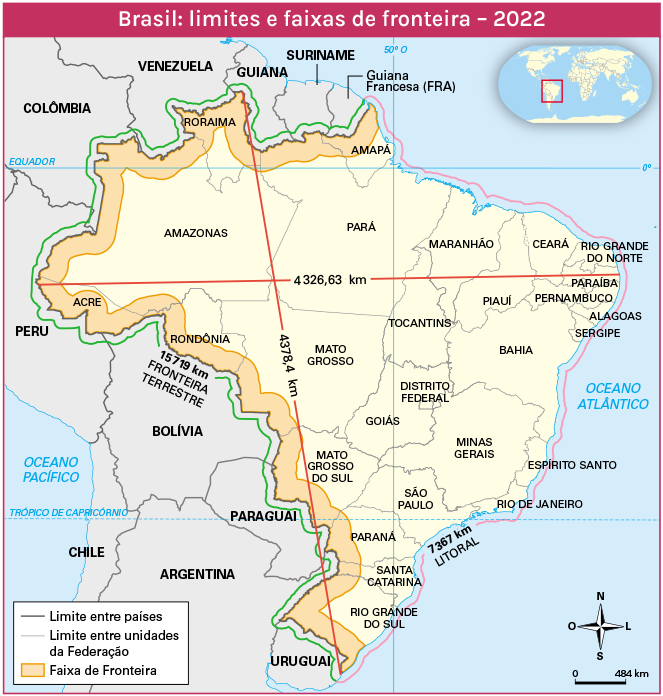 Brasil: limites e faixas de fronteira – 2022
50° O
SURINAME
VENEZUELA
GUIANA
Guiana
Francesa (FRA)
COLÔMBIA
RORAIMA
AMAPÁ
EQUADOR
0°
AMAZONAS
PARÁ
MARANHÃO
CEARÁ
RIO GRANDE
DO NORTE
4 326,63 km
PARAÍBA
ACRE
PIAUÍ
PERNAMBUCO
ALAGOAS
PERU
TOCANTINS
SERGIPE
RONDÔNIA
4378,4 km
MATO
GROSSO
BAHIA
15 719 km
FRONTEIRA
TERRESTRE
DISTRITO
FEDERAL
OCEANO
ATLÂNTICO
GOIÁS
BOLÍVIA
MINAS
GERAIS
OCEANO
PACÍFICO
MATO
GROSSO
DO SUL
ESPÍRITO SANTO
SÃO
PAULO
RIO DE JANEIRO
TRÓPICO DE CAPRICÓRNIO
PARAGUAI
PARANÁ
7 367 km
LITORAL
CHILE
ARGENTINA
SANTA
CATARINA
RIO GRANDE
DO SUL
URUGUAI
Limite entre países
Limite entre unidades
da Federação
Faixa de Fronteira
N
O
L
S
0
484 km